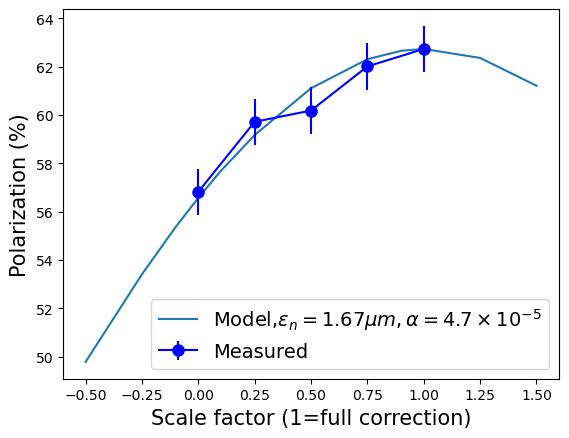 64
62
60
58
56
54
52
50
Polarization (%)
Model,εₙ = 1.67μm, α = 4.7 × 10⁻⁵
Measured
−0.50 −0.25 0.00 0.25 0.50 0.75 1.00 1.25 1.50
Scale factor (1=full correction)